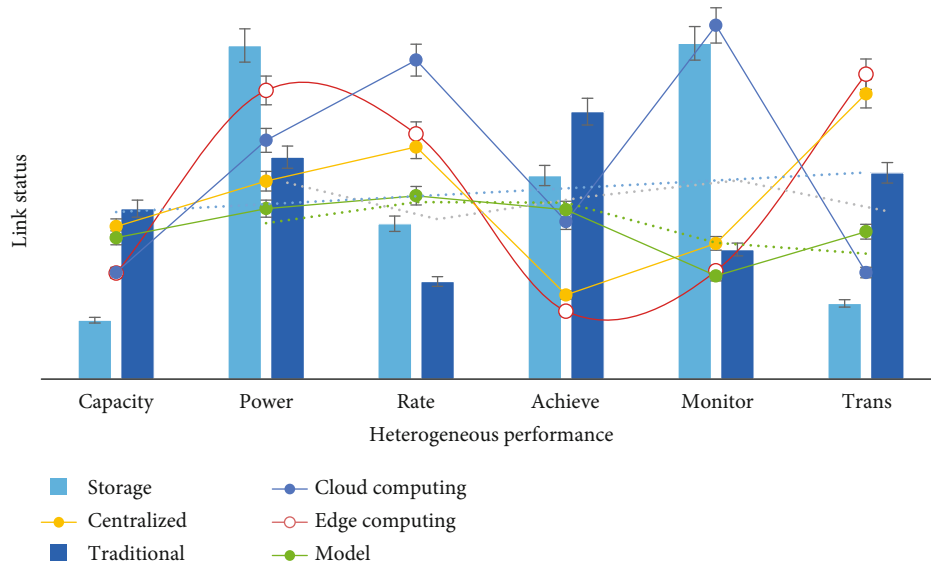 Link status
Capacity Power Rate Achieve Monitor Trans
Heterogeneous performance
Storage
Centralized
Traditional
Cloud computing
Edge computing
Model